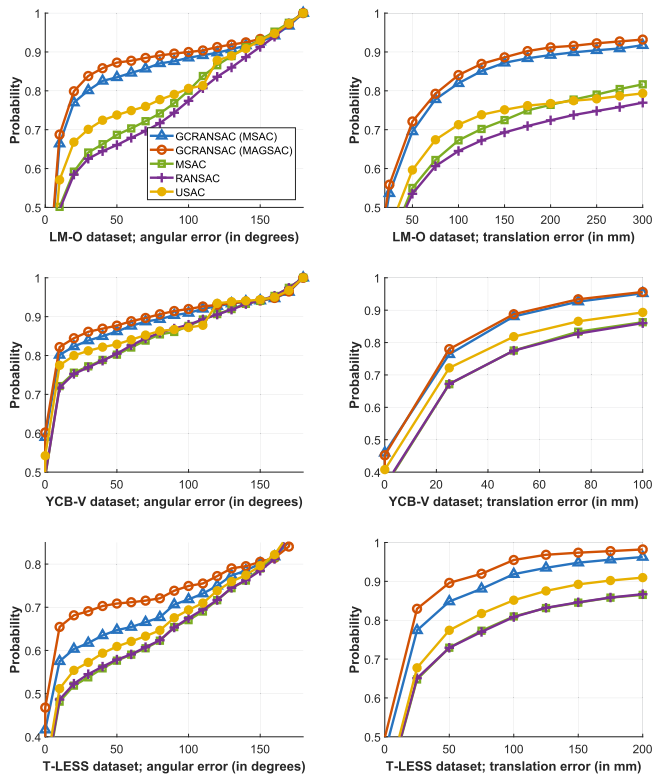 Probability
1
0.9
0.8
0.7
0.6
0.5
0 50 100 150
LM-O dataset; angular error (in degrees)
GCRANSAC (MSAC)
GCRANSAC (MAGSAC)
MSAC
RANSAC
USAC
Probability
1
0.9
0.8
0.7
0.6
0.5
50 100 150 200 250 300
LM-O dataset; translation error (in mm)
Probability
1
0.9
0.8
0.7
0.6
0.5
0 50 100 150
YCB-V dataset; angular error (in degrees)
Probability
1
0.9
0.8
0.7
0.6
0.5
0.4
0 20 40 60 80 100
YCB-V dataset; translation error (in mm)
Probability
0.8
0.7
0.6
0.5
0.4
0 50 100 150
T-LESS dataset; angular error (in degrees)
Probability
1
0.9
0.8
0.7
0.6
0.5
0 50 100 150 200
T-LESS dataset; translation error (in mm)